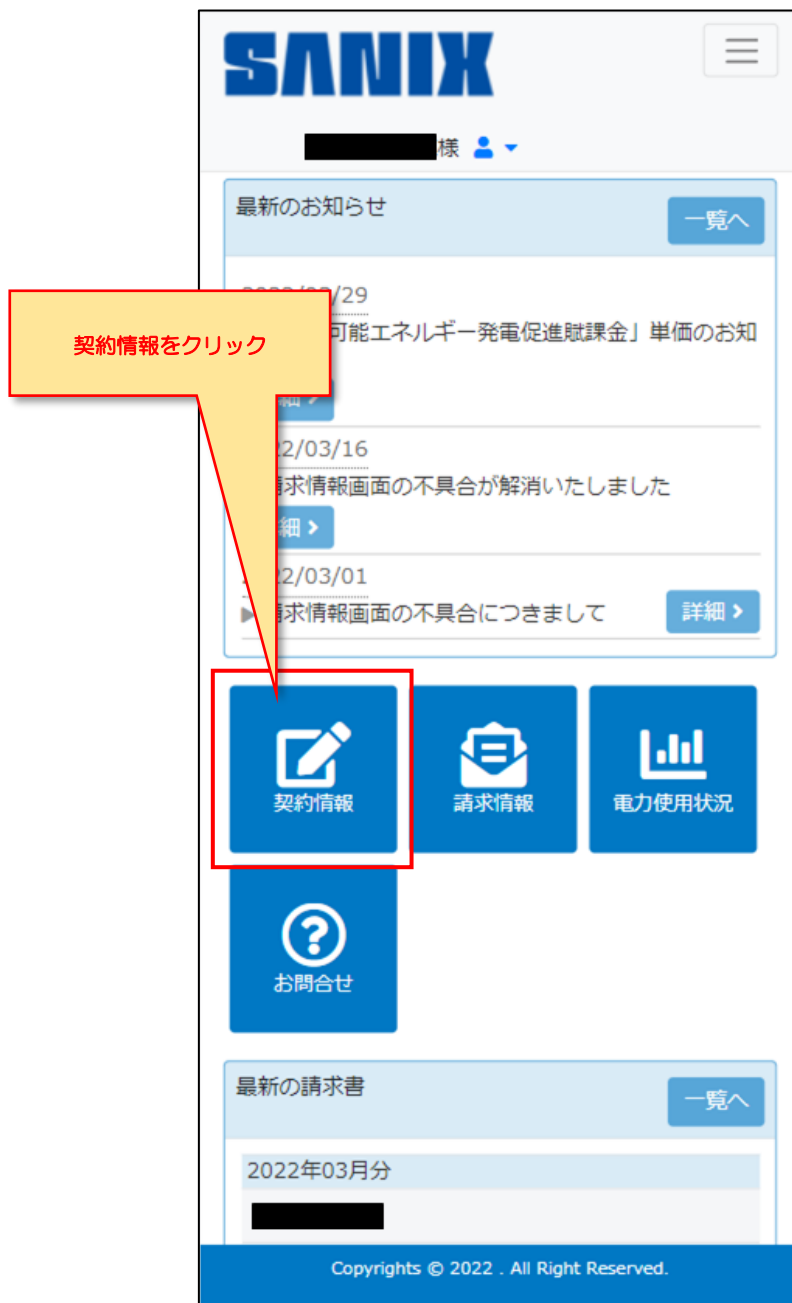 SANIX
様
最新のお知らせ
一覧へ
/29
契約情報をクリック
可能エネルギー発電促進賦課金」単価のお知
22/03/16
求情報画面の不具合が解消いたしました
細
22/03/01
求情報画面の不具合につきまして
詳細
契約情報
請求情報
電力使用状況
お問合せ
最新の請求書
一覧へ
2022年03月分
Copyrights © 2022 . All Right Reserved.